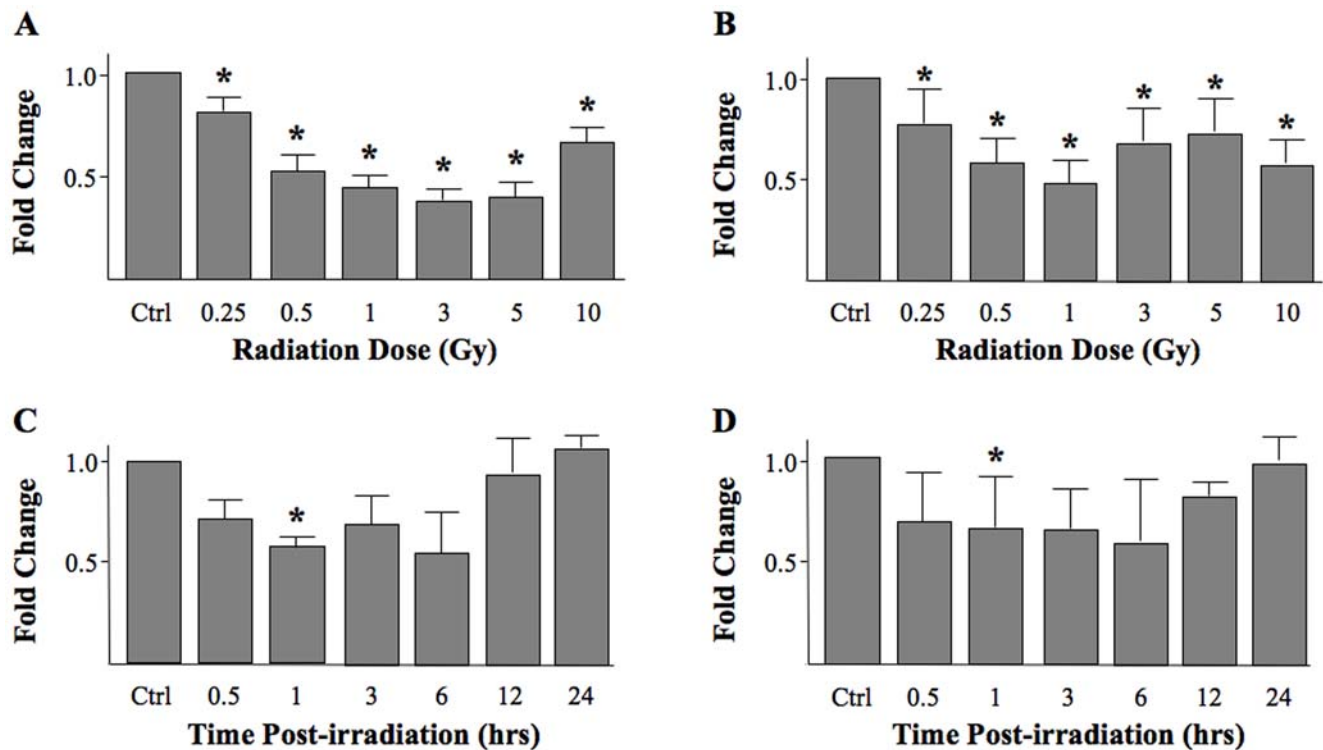 A
Fold Change
1.0
0.5
* * * * * *
Ctrl 0.25 0.5 1 3 5 10
Radiation Dose (Gy)
B
Fold Change
1.0
0.5
* * * * * *
Ctrl 0.25 0.5 1 3 5 10
Radiation Dose (Gy)
C
Fold Change
1.0
0.5
*
Ctrl 0.5 1 3 6 12 24
Time Post-irradiation (hrs)
D
Fold Change
1.0
0.5
*
Ctrl 0.5 1 3 6 12 24
Time Post-irradiation (hrs)